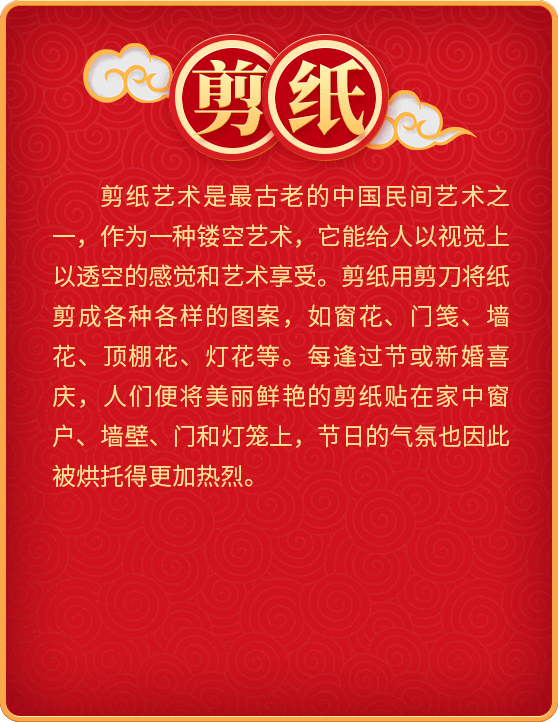 剪纸
剪纸艺术是最古老的中国民间艺术之
一，作为一种镂空艺术，它能给人以视觉上
以透空的感觉和艺术享受。剪纸用剪刀将纸
剪成各种各样的图案，如窗花、门笺、墙
花、顶棚花、灯花等。每逢过节或新婚喜
庆，人们便将美丽鲜艳的剪纸贴在家中窗
户、墙壁、门和灯笼上，节日的气氛也因此
被烘托得更加热烈。